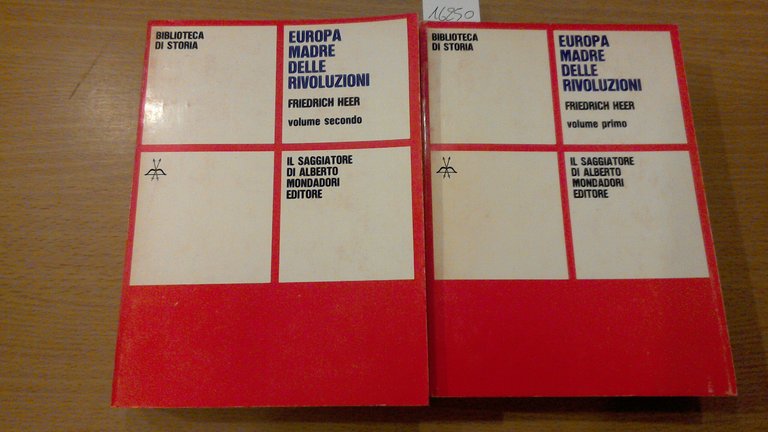 16850
BIBLIOTECA
DI STORIA
EUROPA
MADRE
DELLE
RIVOLUZIONI
FRIEDRICH HEER
volume secondo
IL SAGGIATORE
DI ALBERTO
MONDADORI
EDITORE
BIBLIOTECA
DI STORIA
EUROPA
MADRE
DELLE
RIVOLUZIONI
FRIEDRICH HEER
volume primo
IL SAGGIATORE
DI ALBERTO
MONDADORI
EDITORE